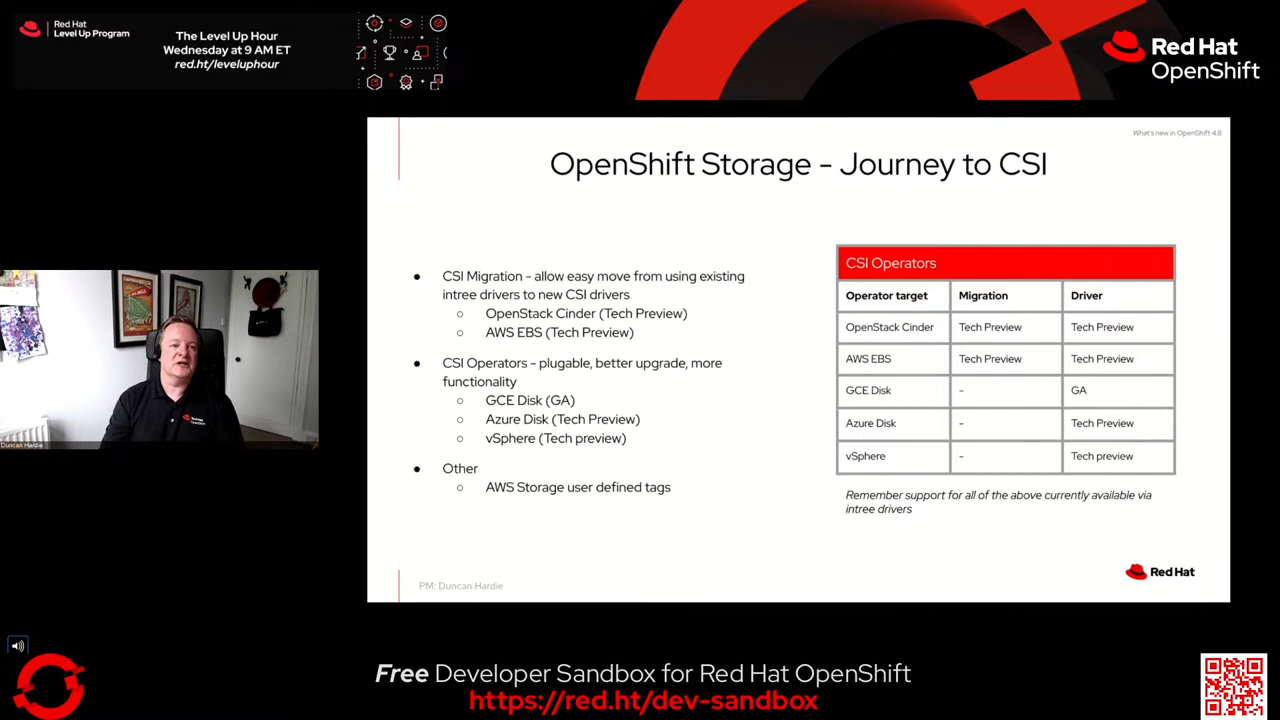 Red Hat
Level Up Program
The Level Up Hour
Wednesday at 9 AM ET
red.ht/leveluphour
Red Hat
OpenShift
What's new in OpenShift 4.8
OpenShift Storage - Journey to CSI
● CSI Migration - allow easy move from using existing
intree drivers to new CSI drivers
○ OpenStack Cinder (Tech Preview)
○ AWS EBS (Tech Preview)
● CSI Operators - plugable, better upgrade, more
functionality
○ GCE Disk (GA)
○ Azure Disk (Tech Preview)
○ vSphere (Tech preview)
● Other
○ AWS Storage user defined tags
CSI Operators
Operator target Migration Driver
OpenStack Cinder Tech Preview Tech Preview
AWS EBS Tech Preview Tech Preview
GCE Disk - GA
Azure Disk - Tech Preview
vSphere - Tech preview
Remember support for all of the above currently available via
intree drivers
PM: Duncan Hardie
Red Hat
Red Hat
OpenShift
Duncan Hardie
Free Developer Sandbox for Red Hat OpenShift
https://red.ht/dev-sandbox